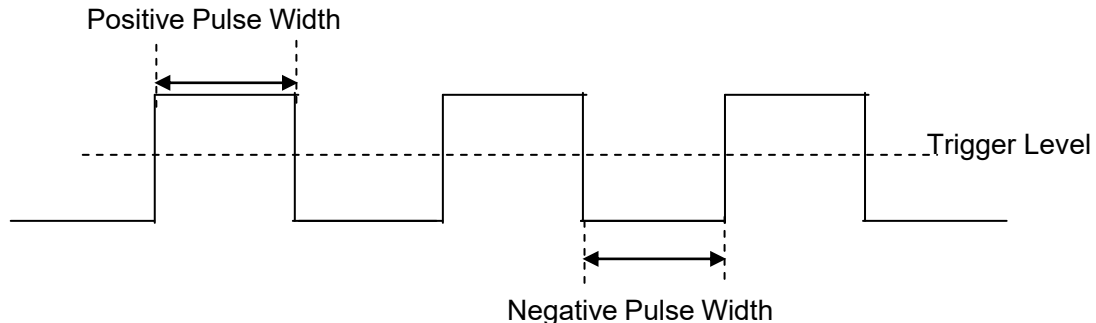 Positive Pulse Width
Trigger Level
Negative Pulse Width